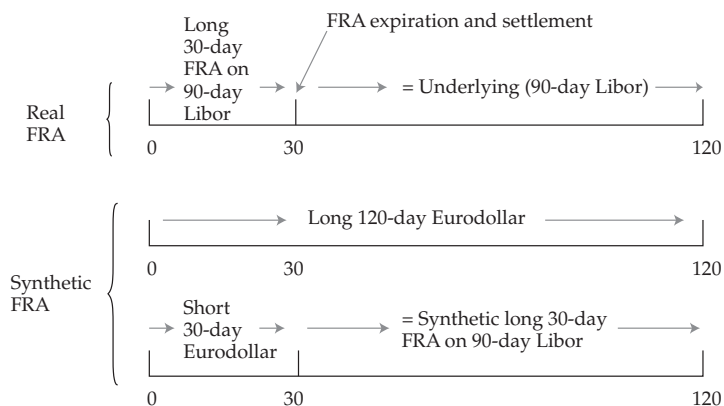 Long
30-day
FRA on
90-day
Libor
FRA expiration and settlement
= Underlying (90-day Libor)
Real
FRA
0
30
120
Long 120-day Eurodollar
0
30
120
Synthetic
FRA
Short
30-day
Eurodollar
= Synthetic long 30-day
FRA on 90-day Libor
0
30
120